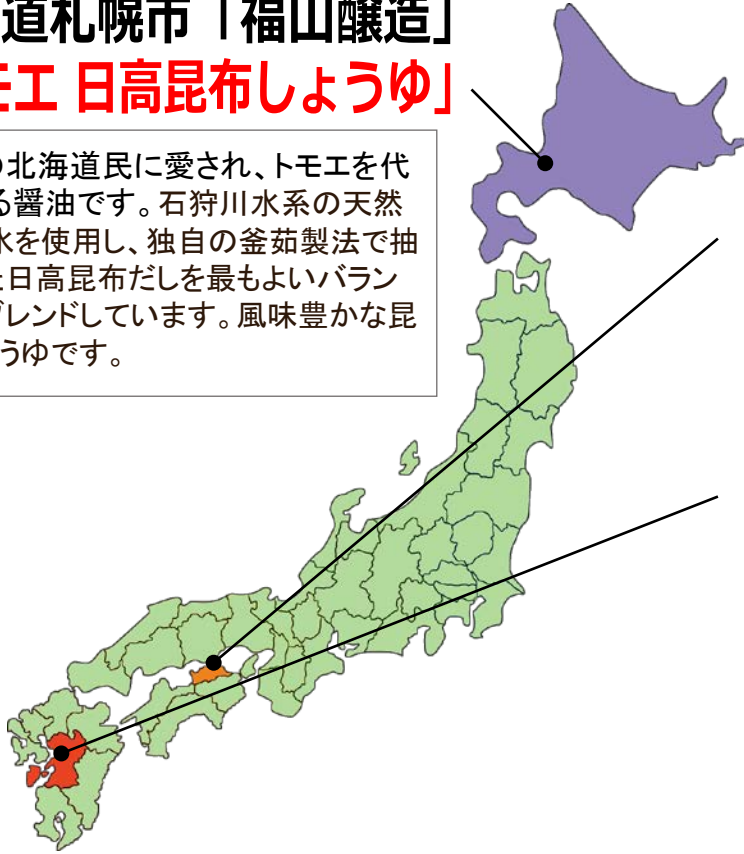 道札幌市「福山醸造」
モエ 日高昆布しょうゆ」
の北海道民に愛され、トモエを代
る醤油です。石狩川水系の天然
水を使用し、独自の釜茹製法で抽
た日高昆布だしを最もよいバラン
ブレンドしています。風味豊かな昆
うゆです。